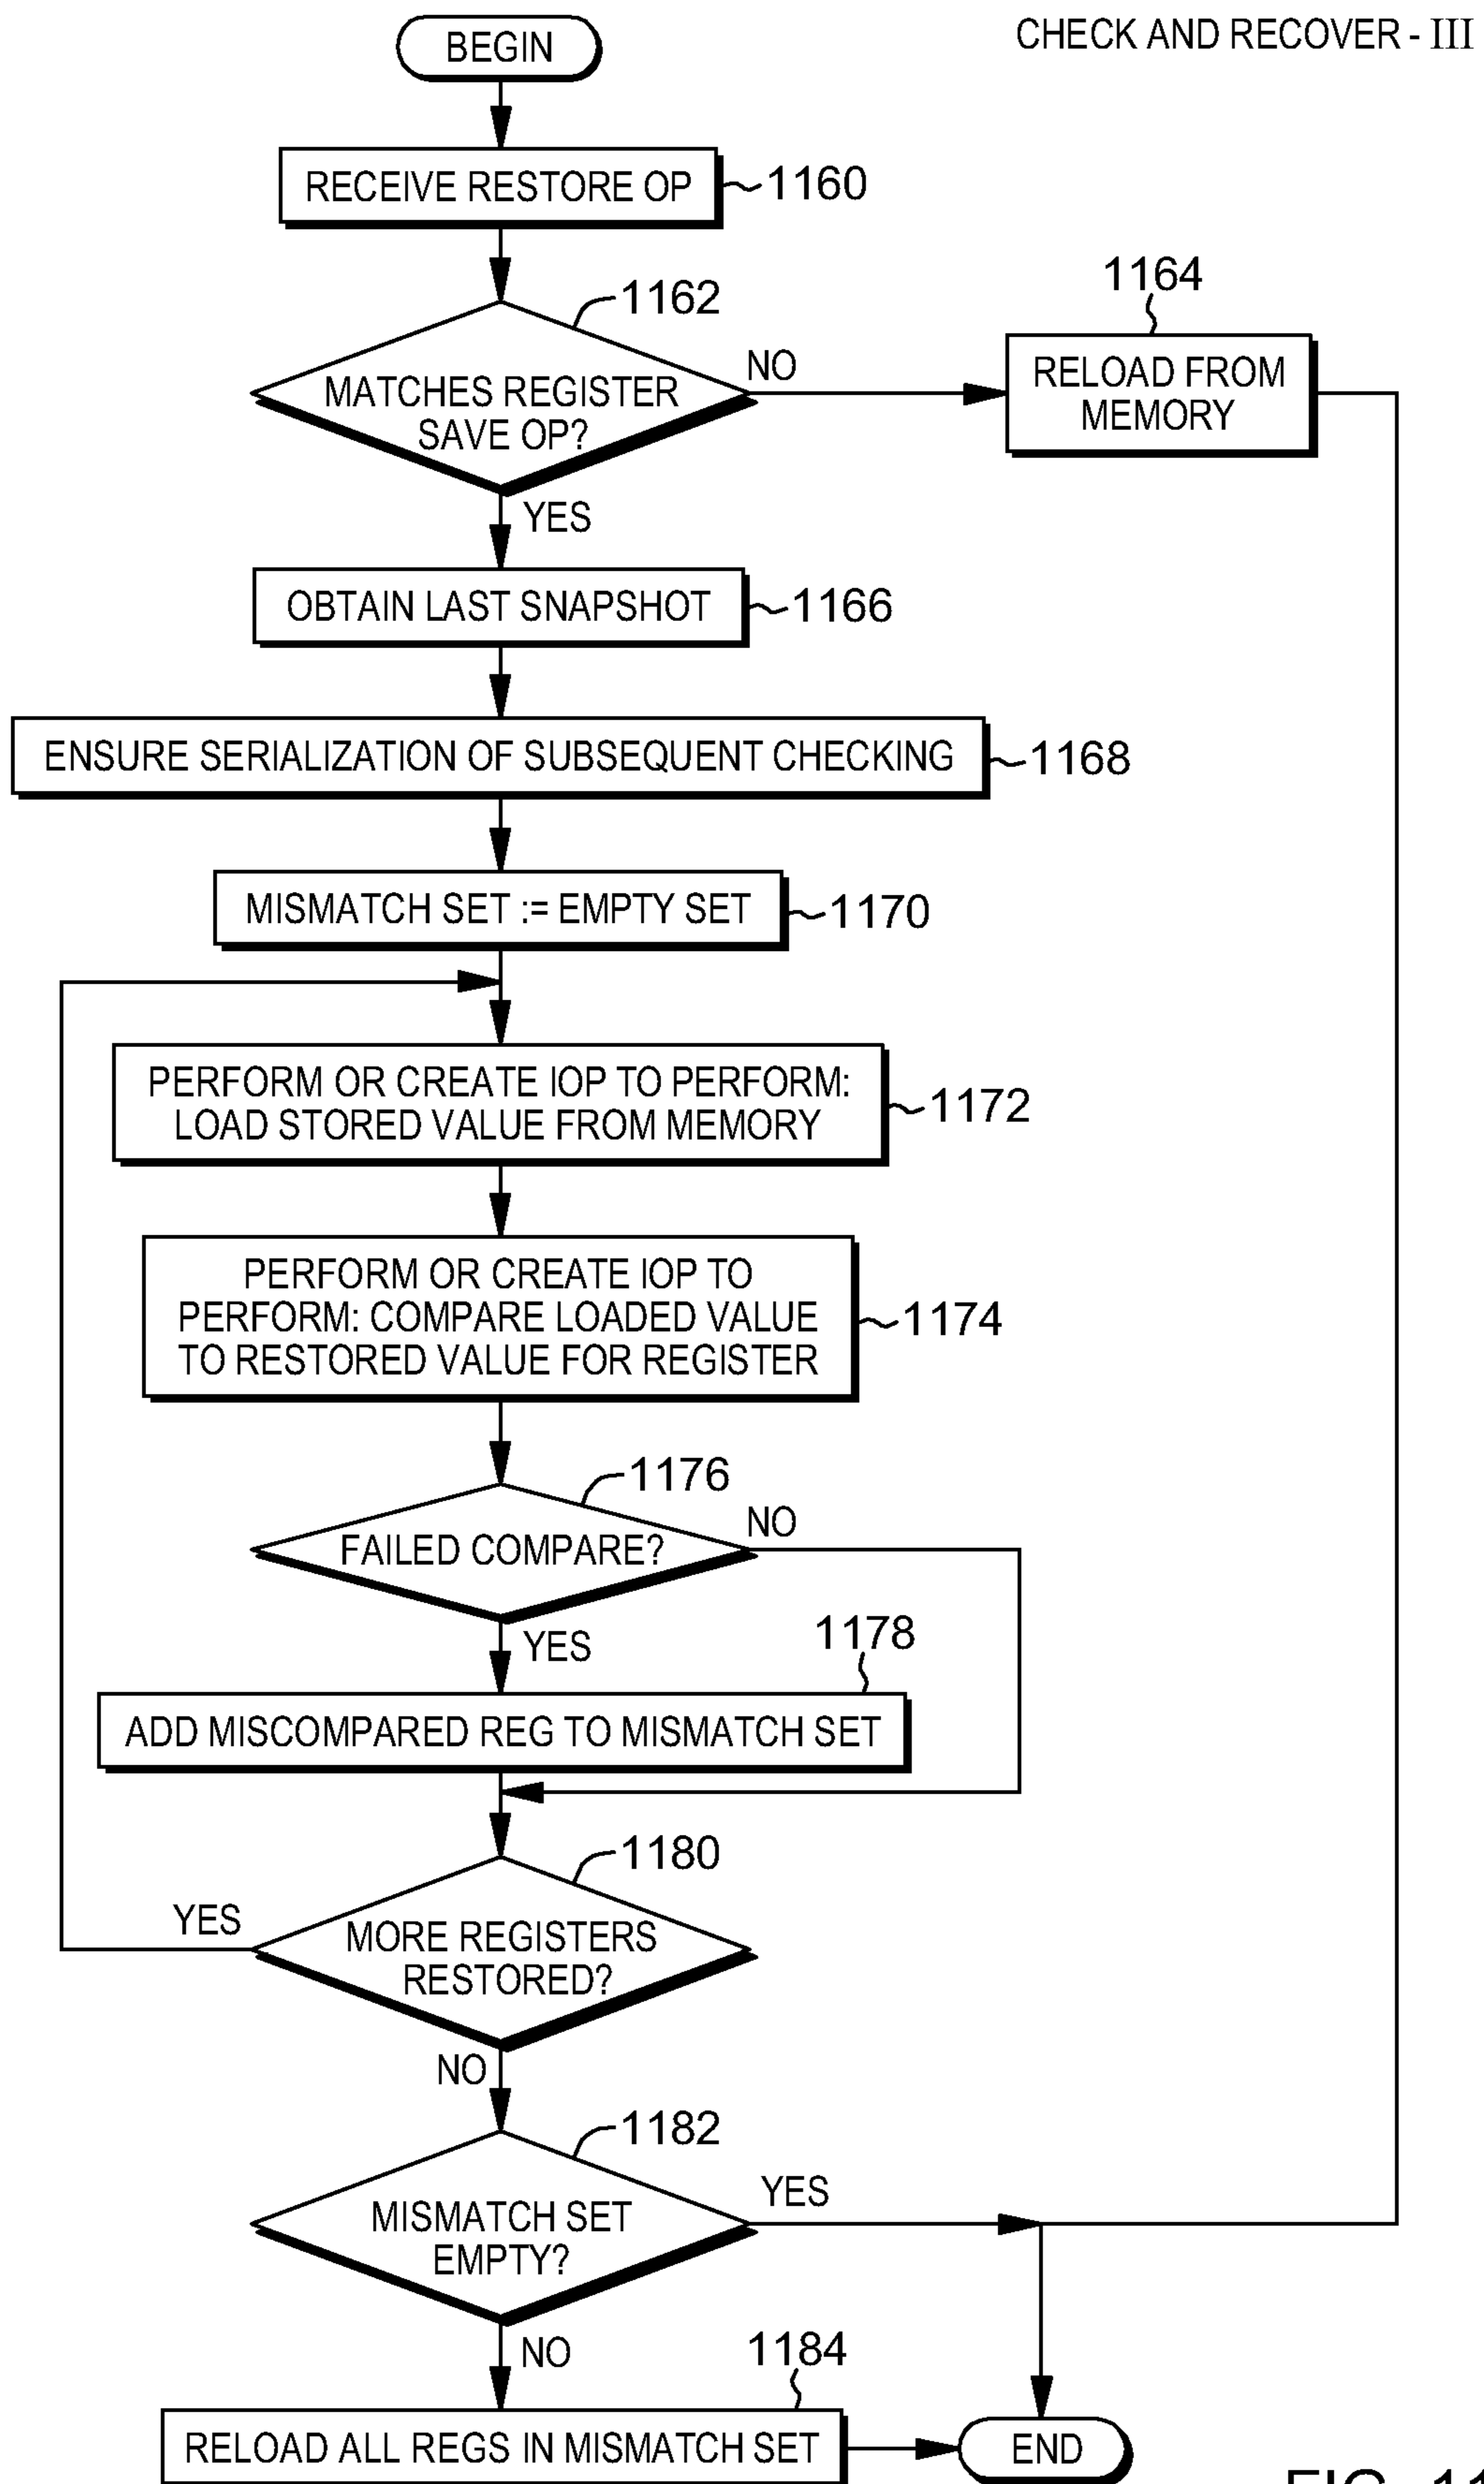 CHECK AND RECOVER - III
BEGIN
RECEIVE RESTORE OP
1160
1162
MATCHES REGISTER
SAVE OP?
NO
1164
RELOAD FROM
MEMORY
YES
OBTAIN LAST SNAPSHOT
1166
ENSURE SERIALIZATION OF SUBSEQUENT CHECKING
1168
MISMATCH SET := EMPTY SET
1170
PERFORM OR CREATE IOP TO PERFORM:
LOAD STORED VALUE FROM MEMORY
1172
PERFORM OR CREATE IOP TO
PERFORM: COMPARE LOADED VALUE
TO RESTORED VALUE FOR REGISTER
1174
1176
FAILED COMPARE?
NO
YES
1178
ADD MISCOMPARED REG TO MISMATCH SET
1180
MORE REGISTERS
RESTORED?
YES
NO
1182
MISMATCH SET
EMPTY?
YES
NO
1184
RELOAD ALL REGS IN MISMATCH SET
END